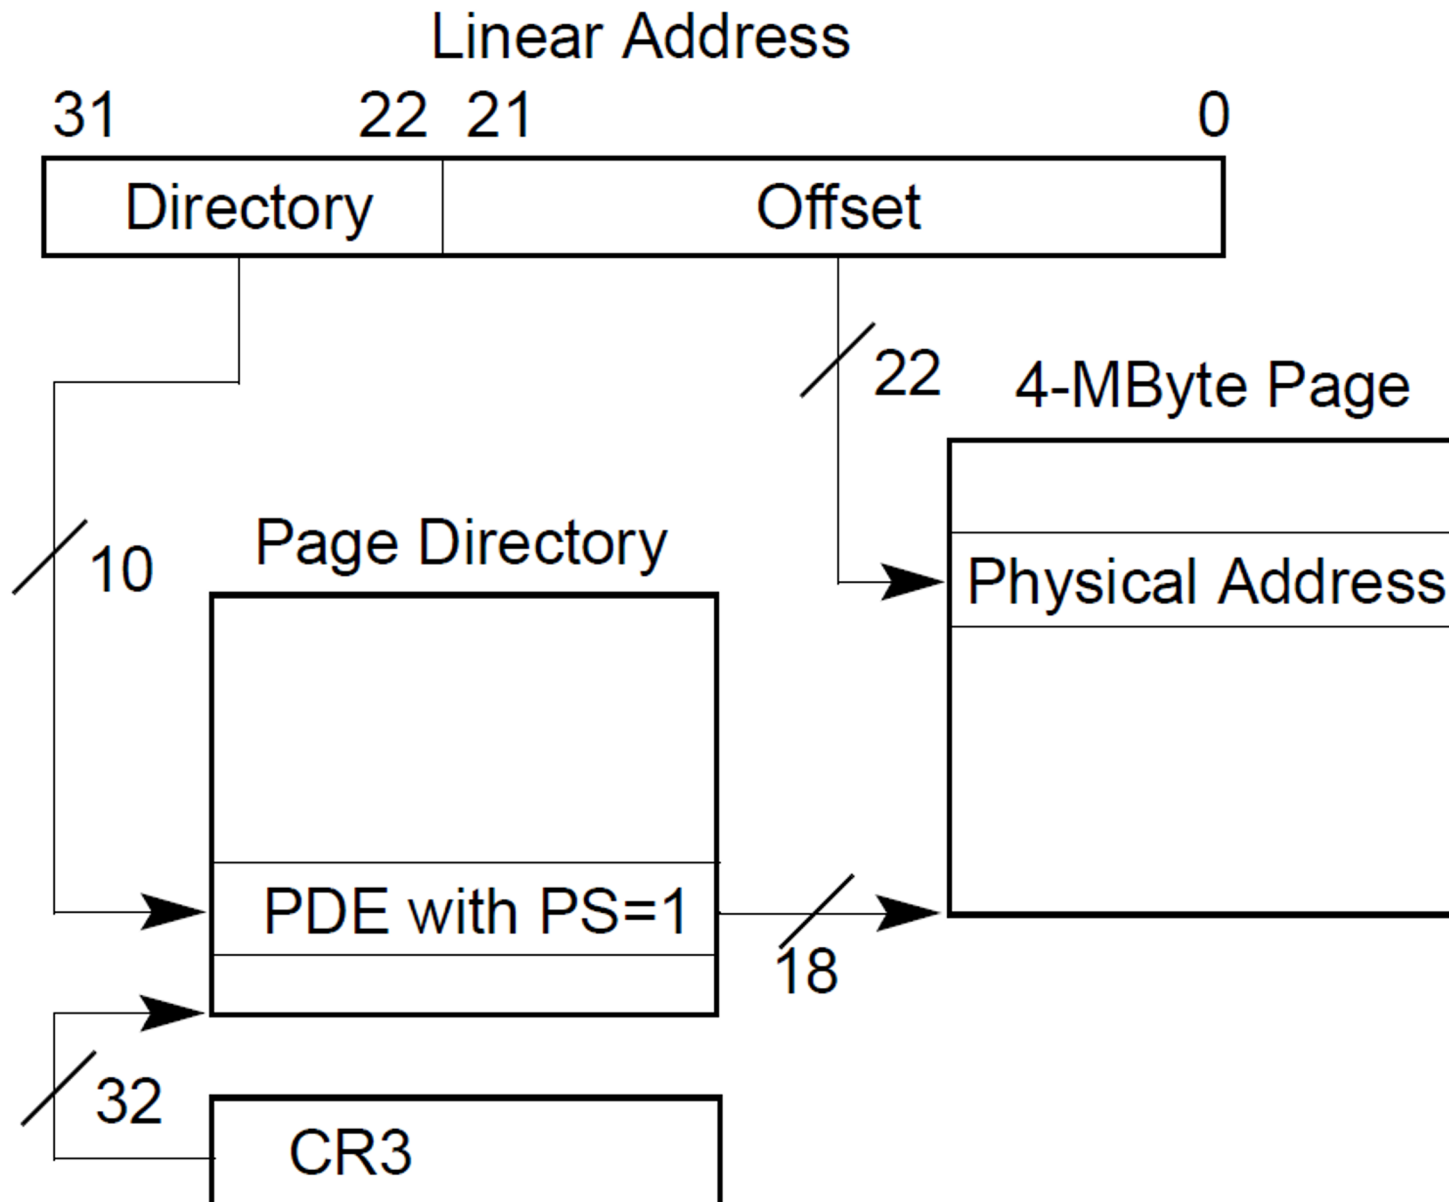 Linear Address
31 22 21 0
Directory Offset
22
4-MByte Page
10
Page Directory
Physical Address
PDE with PS=1
18
32
CR3